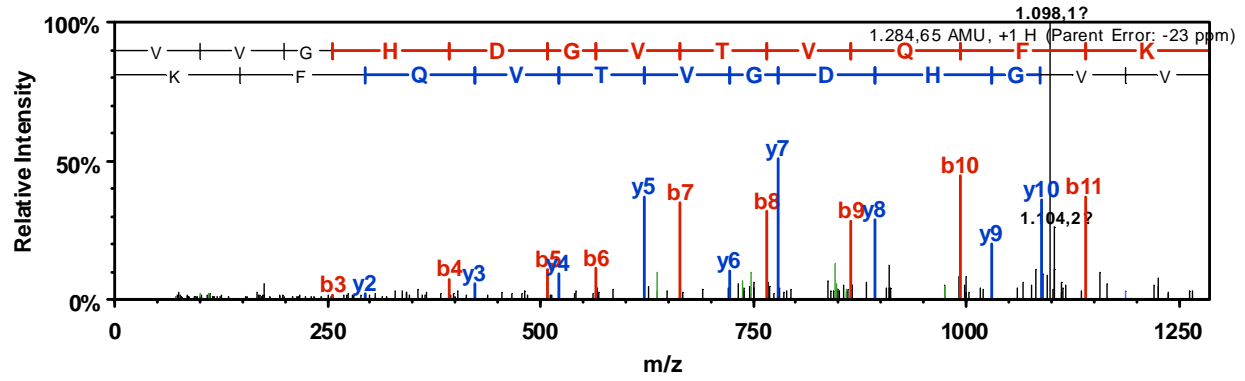 1.098,1?
100%
1.284,65 AMU, +1 H (Parent Error: -23 ppm)
V V G H D G V T V Q F K
K F Q V T V G D H G V V
Relative Intensity
50%
y7
b10
y5
b7
b8
b9
y8
y10
b11
1.104,2?
y9
y6
b6
b5
y4
b4
y3
b3
y2
0%
0 250 500 750 1000 1250
m/z